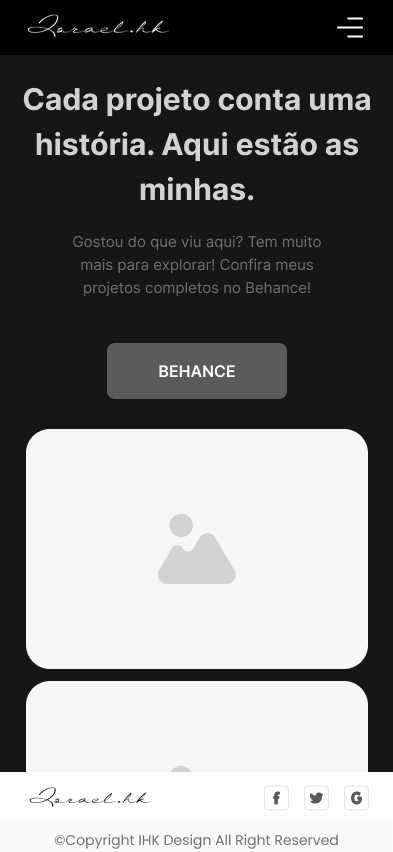 Israel.hk
Cada projeto conta uma
história. Aqui estão as
minhas.
Gostou do que viu aqui? Tem muito
mais para explorar! Confira meus
projetos completos no Behance!
BEHANCE
Israel.hk
©Copyright IHK Design All Right Reserved